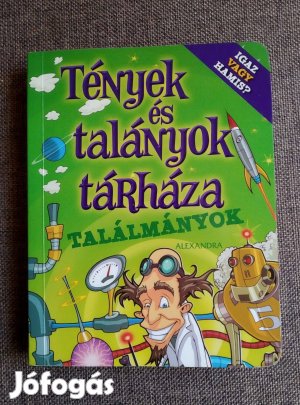 IGAZ
VAGY
HAMIS?
Tények
és
talányok
tárháza
TALÁLMÁNYOK
ALEXANDRA
5
Jófogás